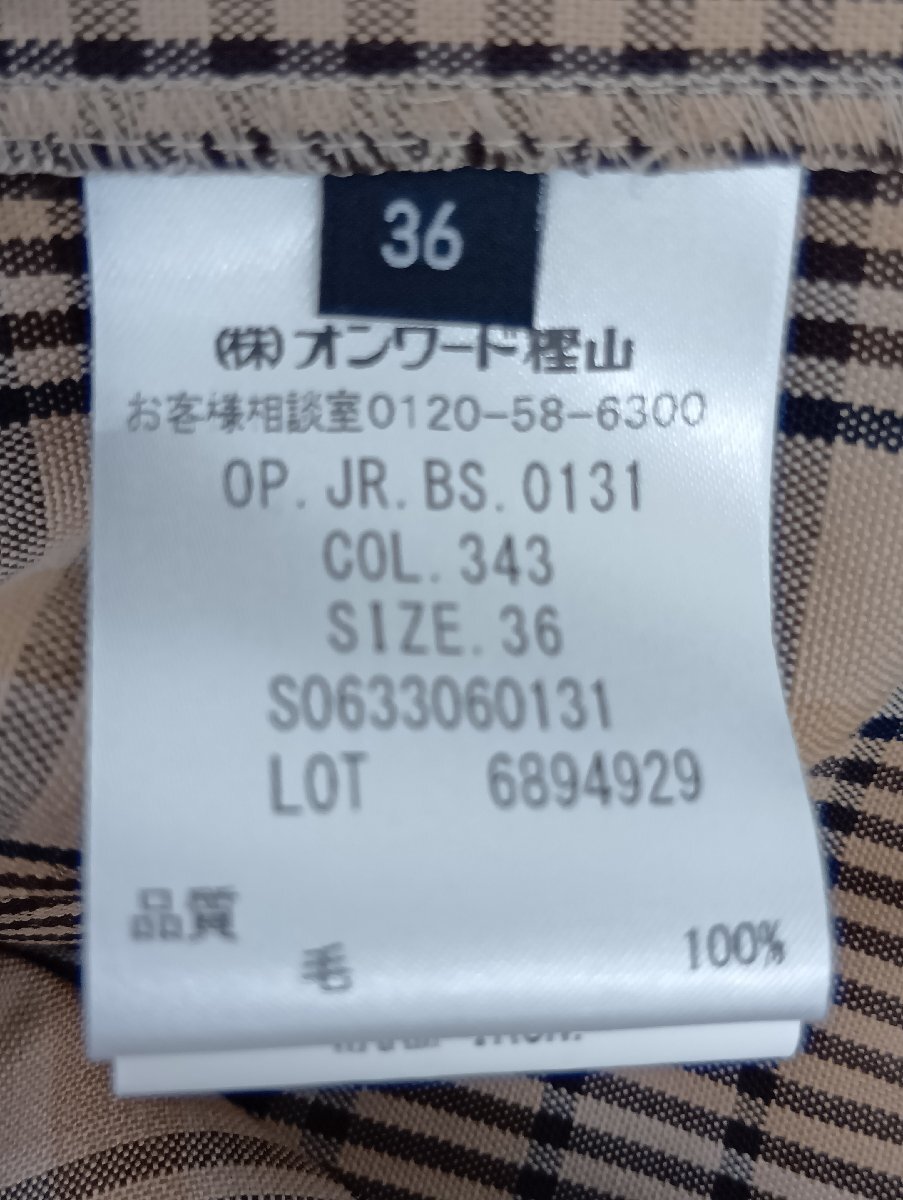 36
(株)オンワード樫山
お客様相談室0120-58-6300
OP.JR.BS.0131
COL.343
SIZE.36
S0633060131
LOT 6894929
品質
毛 100%